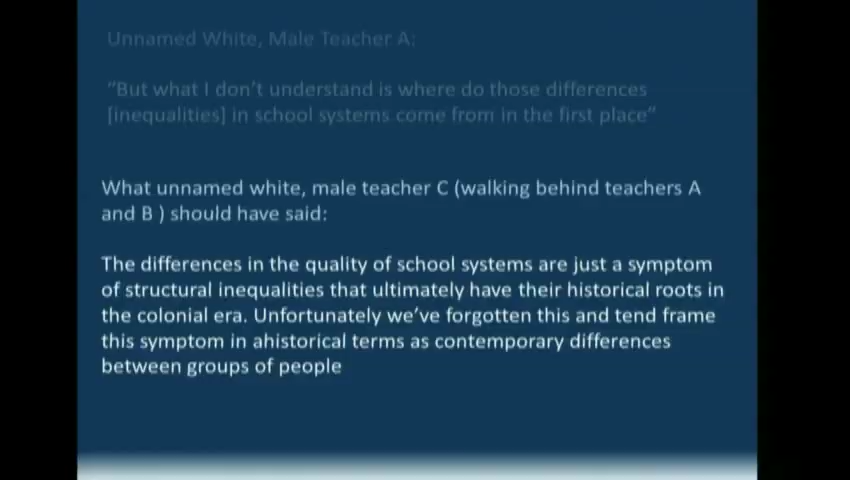 Unnamed White, Male Teacher A:
"But what I don't understand is where do those differences
[inequalities] in school systems come from in the first place"
What unnamed white, male teacher C (walking behind teachers A
and B ) should have said:
The differences in the quality of school systems are just a symptom
of structural inequalities that ultimately have their historical roots in
the colonial era. Unfortunately we've forgotten this and tend frame
this symptom in ahistorical terms as contemporary differences
between groups of people